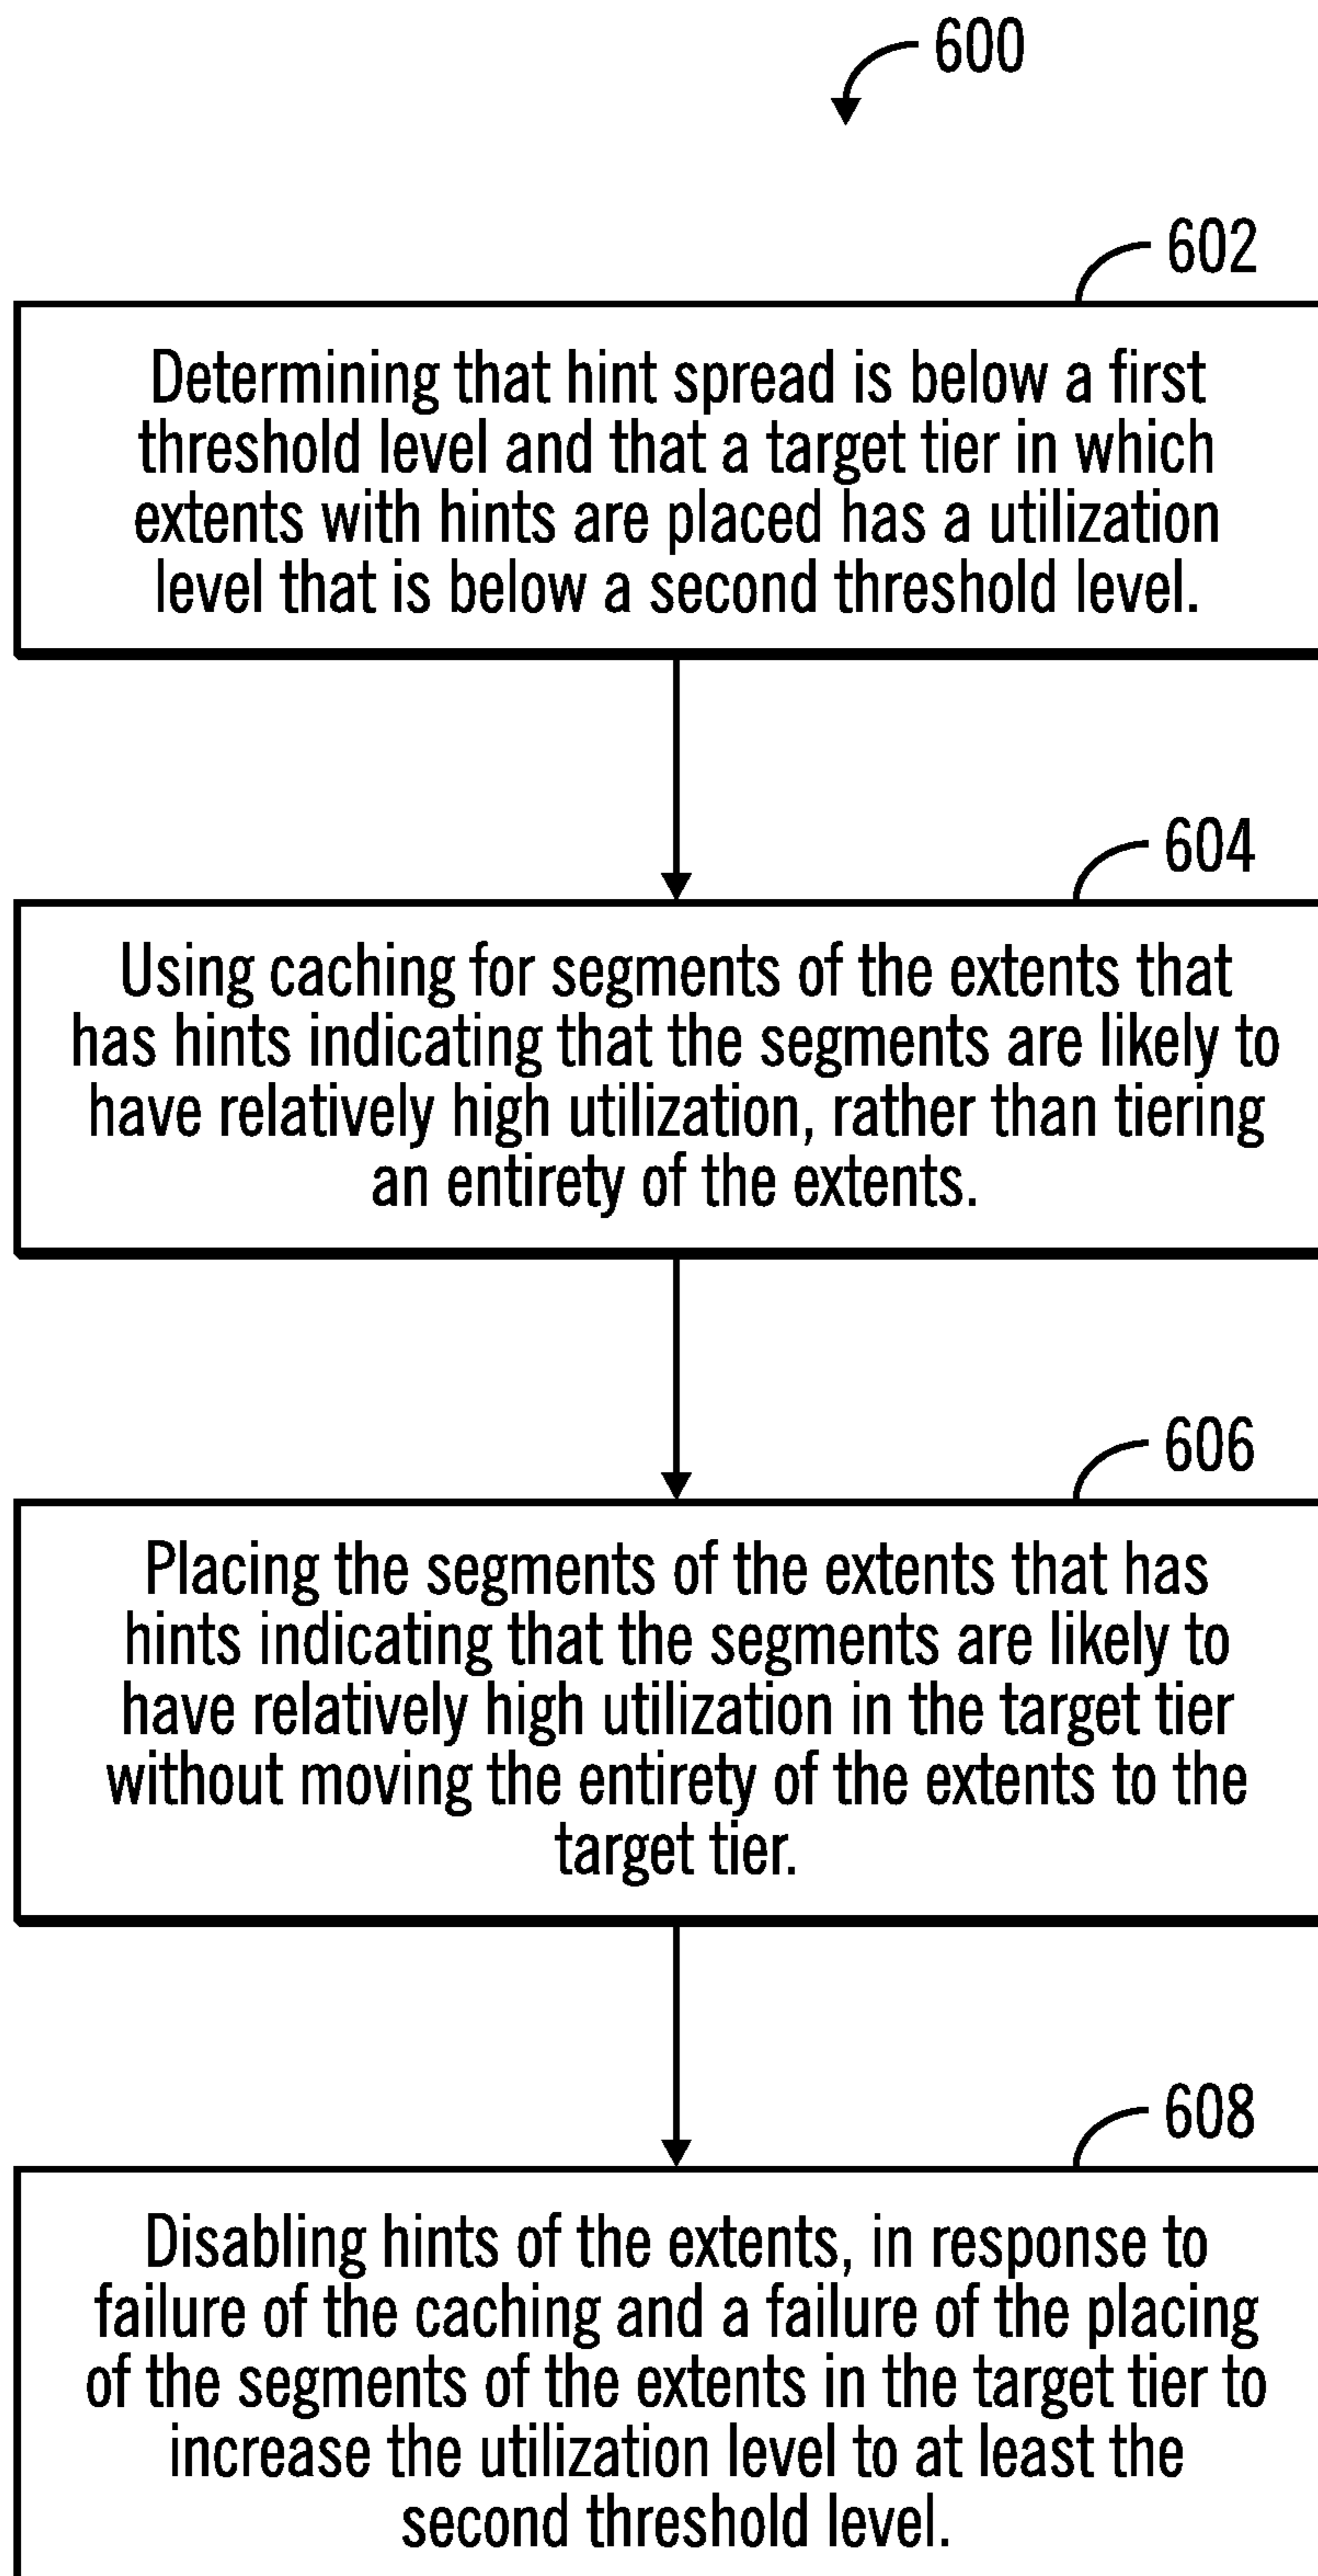 600
602
Determining that hint spread is below a first
threshold level and that a target tier in which
extents with hints are placed has a utilization
level that is below a second threshold level.
604
Using caching for segments of the extents that
has hints indicating that the segments are likely to
have relatively high utilization, rather than tiering
an entirety of the extents.
606
Placing the segments of the extents that has
hints indicating that the segments are likely to
have relatively high utilization in the target tier
without moving the entirety of the extents to the
target tier.
608
Disabling hints of the extents, in response to
failure of the caching and a failure of the placing
of the segments of the extents in the target tier to
increase the utilization level to at least the
second threshold level.